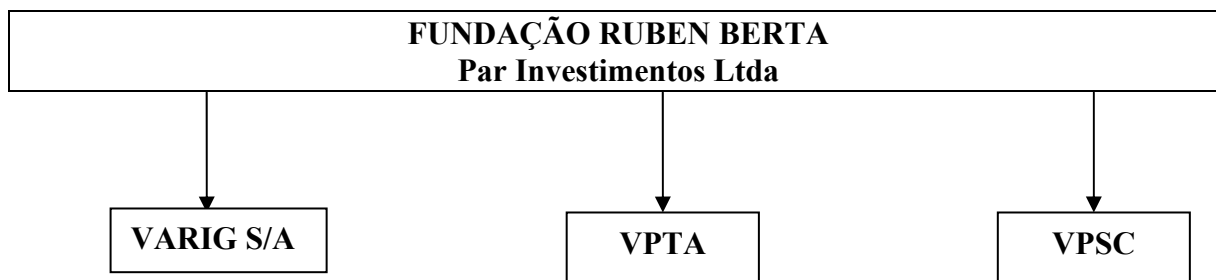 FUNDAÇÃO RUBEN BERTA
Par Investimentos Ltda
VARIG S/A
VPTA
VPSC